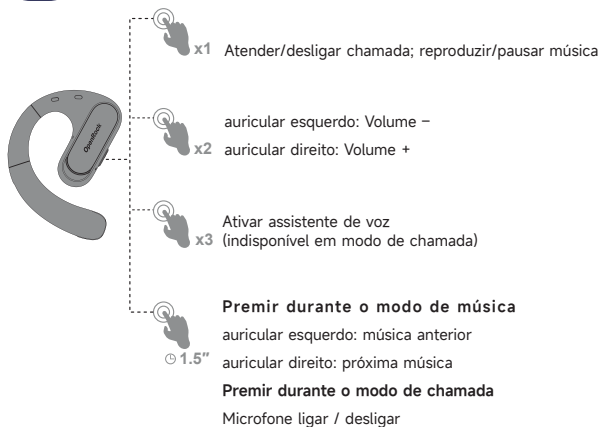 x1 Atender/desligar chamada; reproduzir/pausar música
OpenRock
auricular esquerdo: Volume –
x2 auricular direito: Volume +
Ativar assistente de voz
x3 (indisponível em modo de chamada)
Premir durante o modo de música
auricular esquerdo: música anterior
1.5" auricular direito: próxima música
Premir durante o modo de chamada
Microfone ligar / desligar